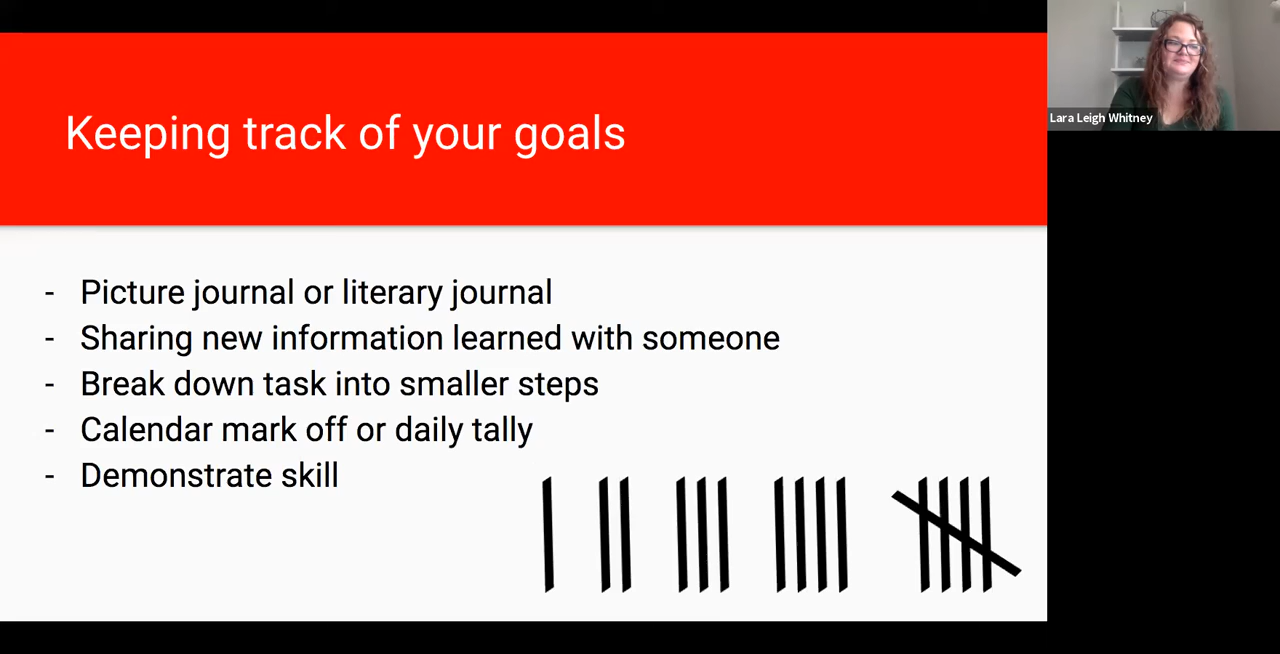 Keeping track of your goals
- Picture journal or literary journal
- Sharing new information learned with someone
- Break down task into smaller steps
- Calendar mark off or daily tally
- Demonstrate skill
Lara Leigh Whitney